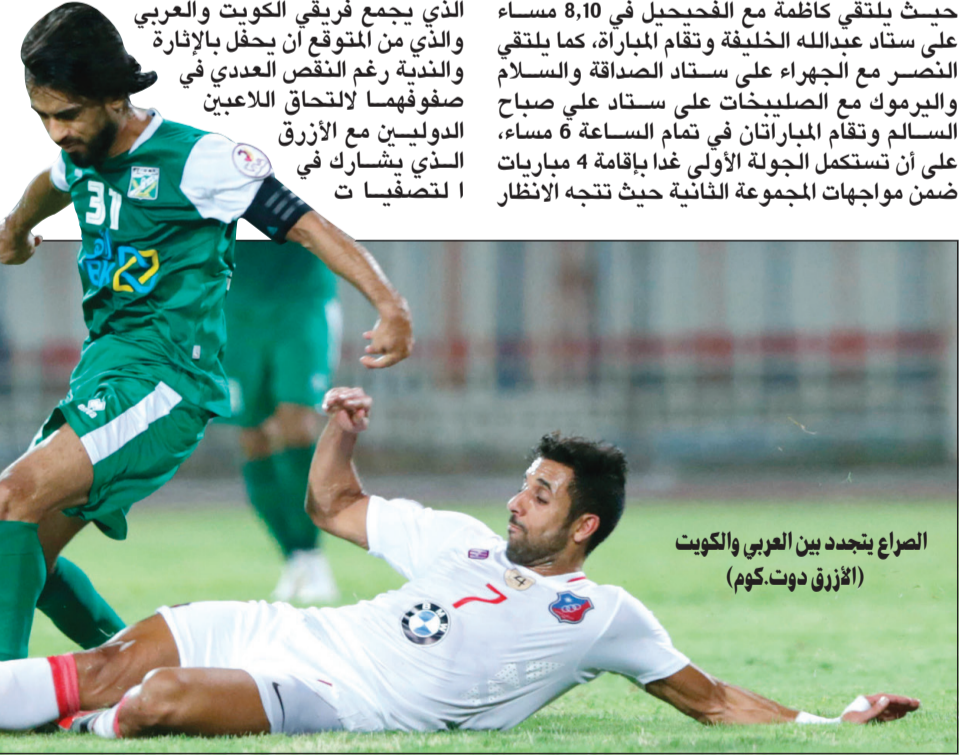 حيث يلتقي كاظمة مع الفحيحيل في 8,10 مساء
على ستاد عبدالله الخليفة وتقام المباراة، كما يلتقي
النصر مع الجهراء على ستاد الصداقة والسلام
واليرموك مع الصليبخات على ستاد علي صباح
السالم وتقام المباراتان في تمام الساعة 6 مساء،
على أن تستكمل الجولة الأولى غدا بإقامة 4 مباريات
ضمن مواجهات المجموعة الثانية حيث تتجه الانظار
الذي يجمع فريقي الكويت والعربي
والذي من المتوقع ان يحفل بالإثارة
والندية رغم النقص العددي في
صفوفهما لالتحاق اللاعبين
الدوليين مع الأزرق
الذي يشارك في
ا لتصفيا ت
31
7
4
BMW
الصراع يتجدد بين العربي والكويت
(الأزرق دوت.كوم)